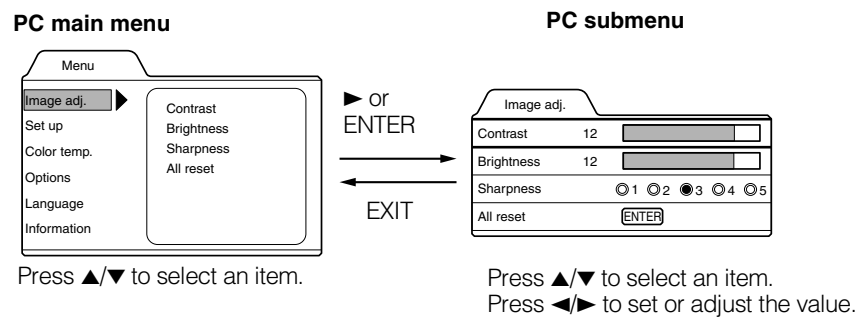 PC main menu
Menu
Image adj.
Set up
Color temp.
Options
Language
Information
Contrast
Brightness
Sharpness
All reset
Press ▲/▼ to select an item.
► or
ENTER
EXIT
PC submenu
Image adj.
Contrast 12
Brightness 12
Sharpness 1 2 3 4 5
All reset ENTER
Press ▲/▼ to select an item.
Press ◄/► to set or adjust the value.